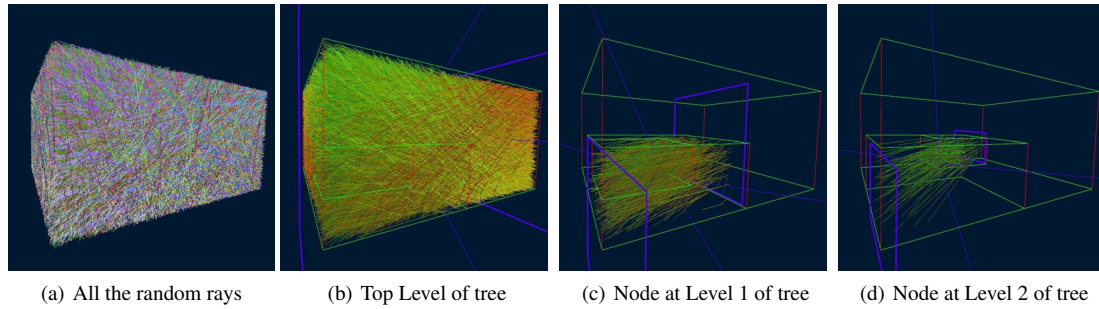 (a) All the random rays
(b) Top Level of tree
(c) Node at Level 1 of tree
(d) Node at Level 2 of tree